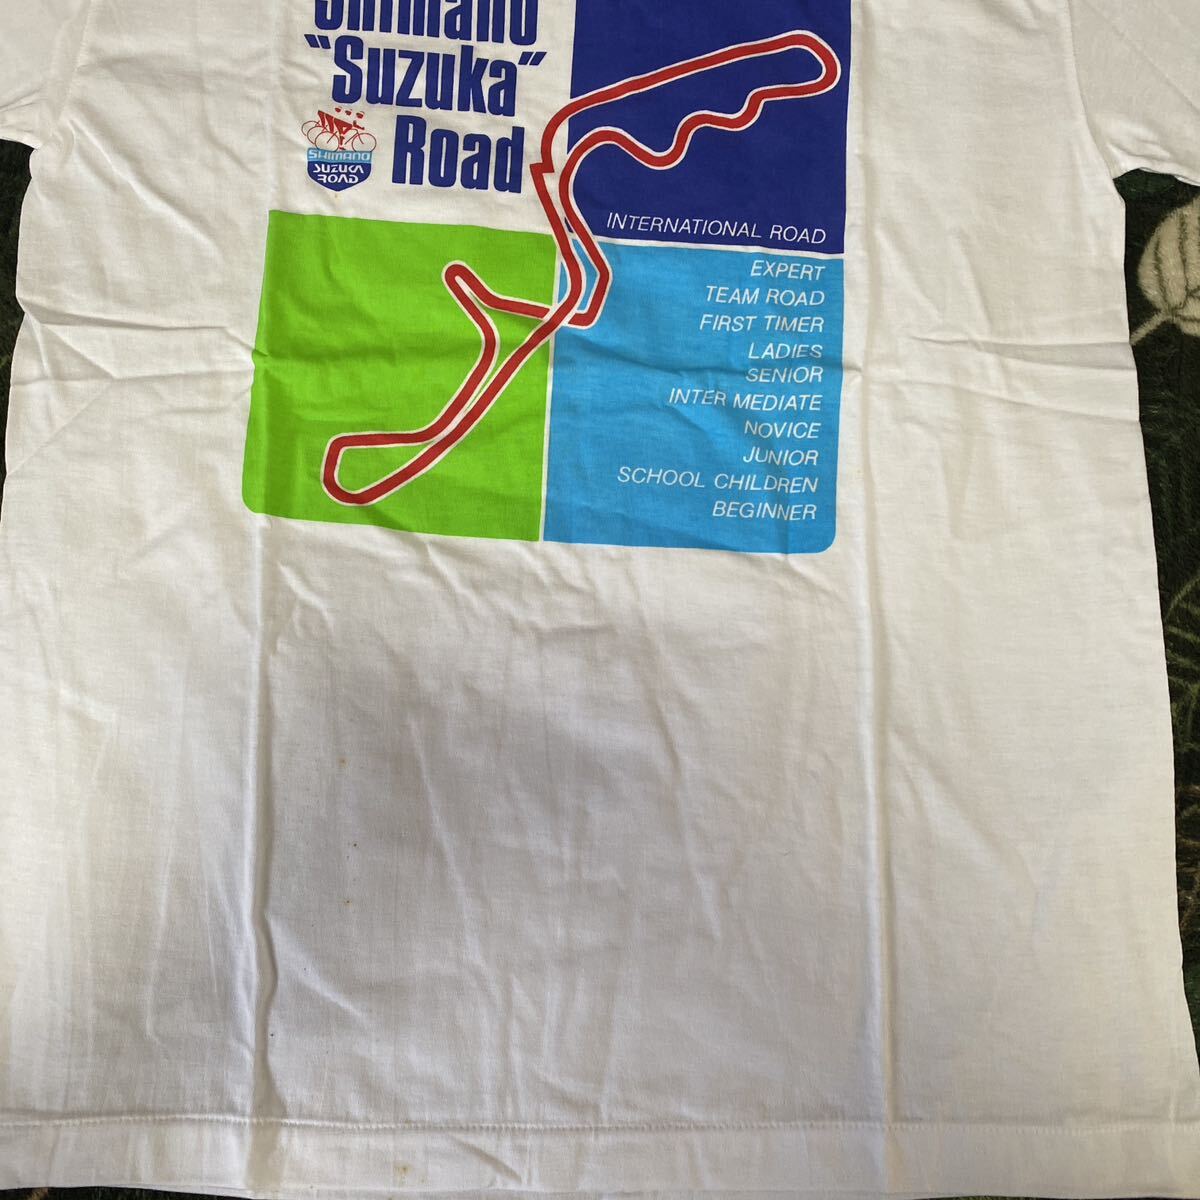 Shimano
"Suzuka"
Road
SHIMANO
SUZUKA
ROAD
INTERNATIONAL ROAD
EXPERT
TEAM ROAD
FIRST TIMER
LADIES
SENIOR
INTER MEDIATE
NOVICE
JUNIOR
SCHOOL CHILDREN
BEGINNER